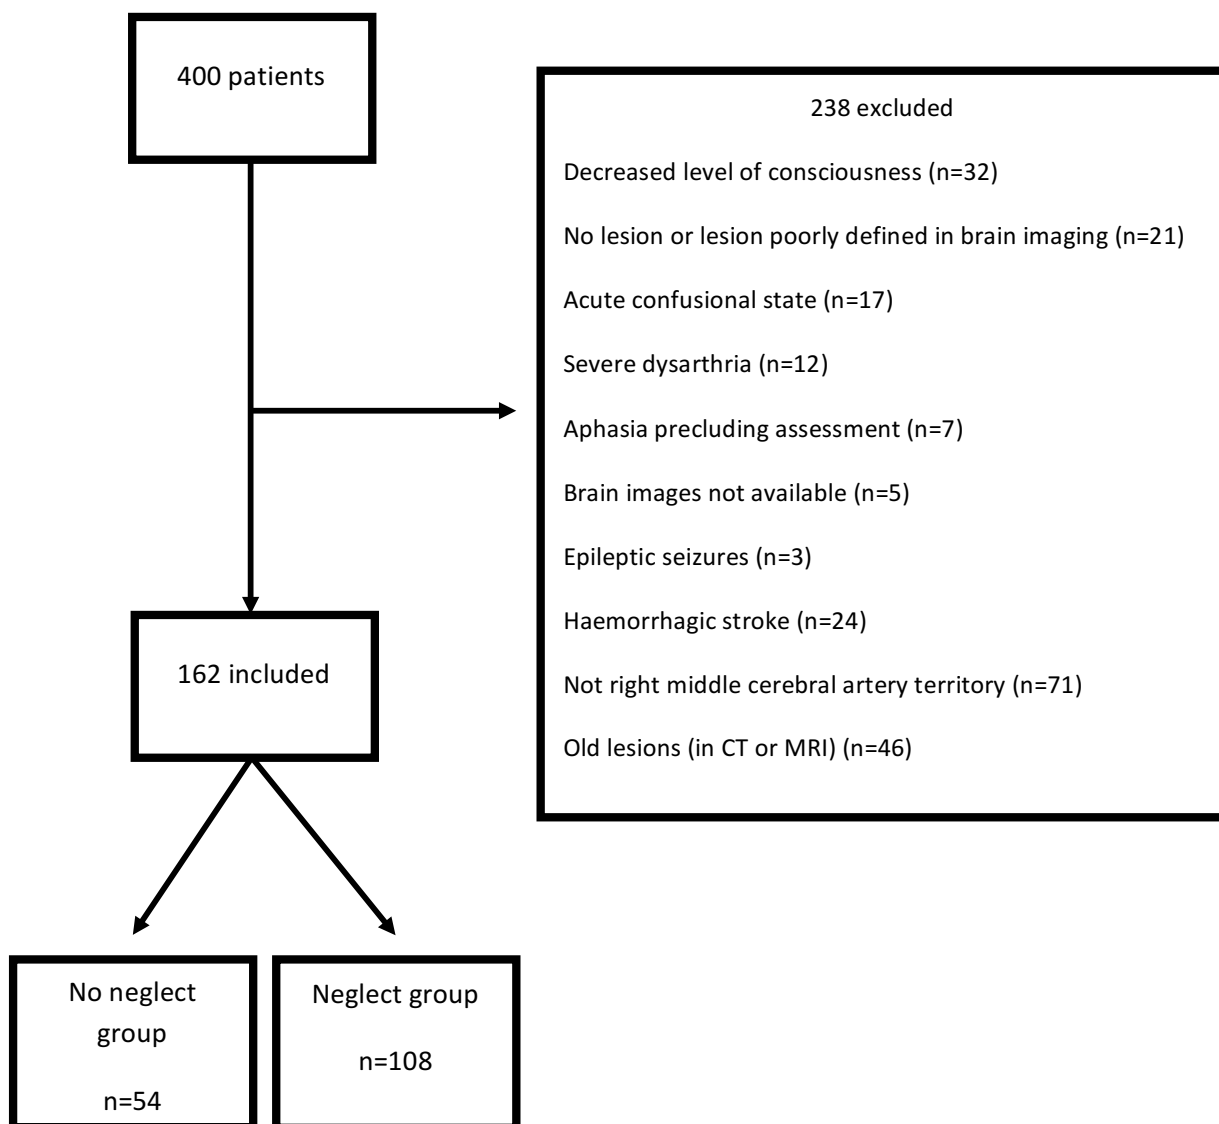 400 patients
238 excluded
Decreased level of consciousness (n=32)
No lesion or lesion poorly defined in brain imaging (n=21)
Acute confusional state (n=17)
Severe dysarthria (n=12)
Aphasia precluding assessment (n=7)
Brain images not available (n=5)
Epileptic seizures (n=3)
Haemorrhagic stroke (n=24)
Not right middle cerebral artery territory (n=71)
Old lesions (in CT or MRI) (n=46)
162 included
No neglect
group
n=54
Neglect group
n=108